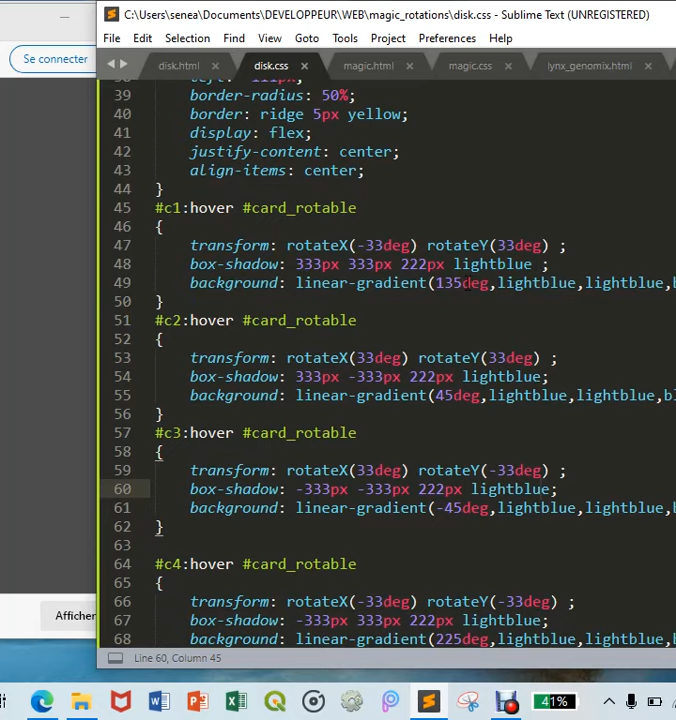 C:\Users\senea\Documents\DEVELOPPEUR\WEB\magic_rotations\disk.css - Sublime Text (UNREGISTERED)
File Edit Selection Find View Goto Tools Project Preferences Help
Se connecter
disk.html × disk.css × magic.html × magic.css × lynx_genomix.html ×
39 border-radius: 50%;
40 border: ridge 5px yellow;
41 display: flex;
42 justify-content: center;
43 align-items: center;
44 }
45 #c1:hover #card_rotable
46 {
47 transform: rotateX(-33deg) rotateY(33deg) ;
48 box-shadow: 333px 333px 222px lightblue ;
49 background: linear-gradient(135deg,lightblue,lightblue,b
50 }
51 #c2:hover #card_rotable
52 {
53 transform: rotateX(33deg) rotateY(33deg) ;
54 box-shadow: 333px -333px 222px lightblue;
55 background: linear-gradient(45deg,lightblue,lightblue,bl
56 }
57 #c3:hover #card_rotable
58 {
59 transform: rotateX(33deg) rotateY(-33deg) ;
60 box-shadow: -333px -333px 222px lightblue;
61 background: linear-gradient(-45deg,lightblue,lightblue,b
62 }
63
64 #c4:hover #card_rotable
65 {
66 transform: rotateX(-33deg) rotateY(-33deg) ;
67 box-shadow: -333px 333px 222px lightblue;
68 background: linear-gradient(225deg,lightblue,lightblue,b
Afficher
Line 60, Column 45
41%